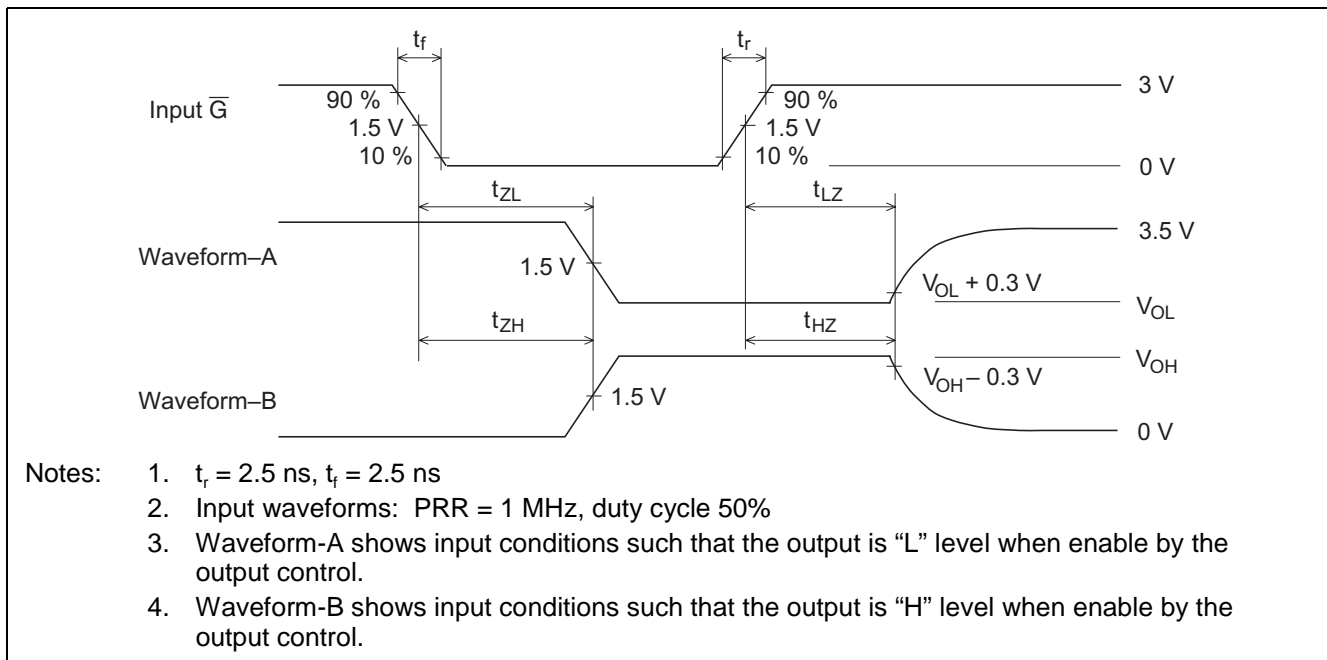 tf tr
Input G̅ 90 % 90 % 3 V
1.5 V 1.5 V
10 % 10 % 0 V
tZL tLZ
Waveform–A 1.5 V 3.5 V
VOL + 0.3 V
VOL
tZH tHZ
VOH
VOH – 0.3 V
Waveform–B 1.5 V
0 V
Notes: 1. tr = 2.5 ns, tf = 2.5 ns
2. Input waveforms: PRR = 1 MHz, duty cycle 50%
3. Waveform-A shows input conditions such that the output is “L” level when enable by the
output control.
4. Waveform-B shows input conditions such that the output is “H” level when enable by the
output control.